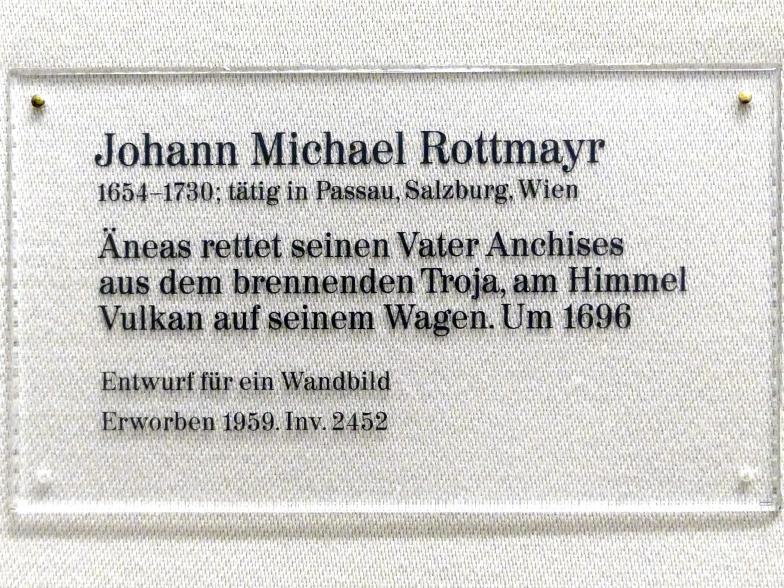 Johann Michael Rottmayr
1654–1730; tätig in Passau, Salzburg, Wien
Äneas rettet seinen Vater Anchises
aus dem brennenden Troja, am Himmel
Vulkan auf seinem Wagen. Um 1696
Entwurf für ein Wandbild
Erworben 1959. Inv. 2452